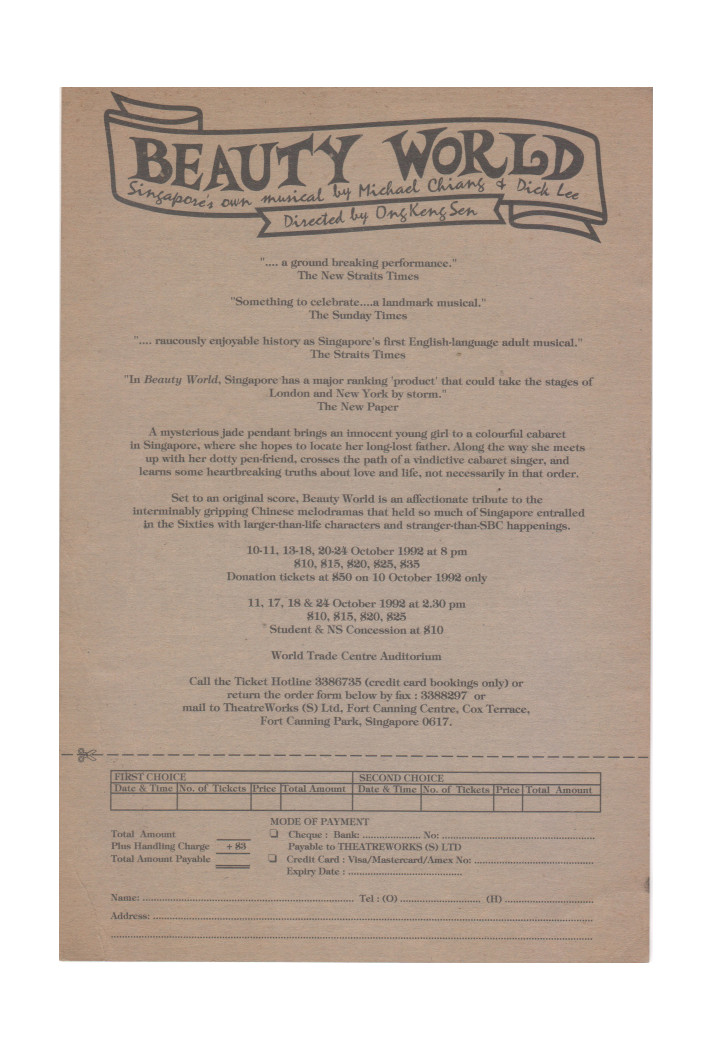 BEAUTY WORLD
Singapore's own musical by Michael Chiang & Dick Lee
Directed by Ong Keng Sen
".... a ground breaking performance."
The New Straits Times
"Something to celebrate....a landmark musical."
The Sunday Times
".... raucously enjoyable history as Singapore's first English-language adult musical."
The Straits Times
"In Beauty World, Singapore has a major ranking 'product' that could take the stages of
London and New York by storm."
The New Paper
A mysterious jade pendant brings an innocent young girl to a colourful cabaret
in Singapore, where she hopes to locate her long-lost father. Along the way she meets
up with her dotty pen-friend, crosses the path of a vindictive cabaret singer, and
learns some heartbreaking truths about love and life, not necessarily in that order.
Set to an original score, Beauty World is an affectionate tribute to the
interminably gripping Chinese melodramas that held so much of Singapore entralled
in the Sixties with larger-than-life characters and stranger-than-SBC happenings.
10-11, 13-18, 20-24 October 1992 at 8 pm
$10, $15, $20, $25, $35
Donation tickets at $50 on 10 October 1992 only
11, 17, 18 & 24 October 1992 at 2.30 pm
$10, $15, $20, $25
Student & NS Concession at $10
World Trade Centre Auditorium
Call the Ticket Hotline 3386735 (credit card bookings only) or
return the order form below by fax : 3388297 or
mail to TheatreWorks (S) Ltd, Fort Canning Centre, Cox Terrace,
Fort Canning Park, Singapore 0617.
FIRST CHOICE SECOND CHOICE
Date & Time No. of Tickets Price Total Amount Date & Time No. of Tickets Price Total Amount
MODE OF PAYMENT
Total Amount Cheque : Bank: .................... No: ....................
Plus Handling Charge + $3 Payable to THEATREWORKS (S) LTD
Total Amount Payable Credit Card : Visa/Mastercard/Amex No: ....................
Expiry Date : ....................
Name: .................... Tel : (O) .................... (H) ....................
Address: ....................